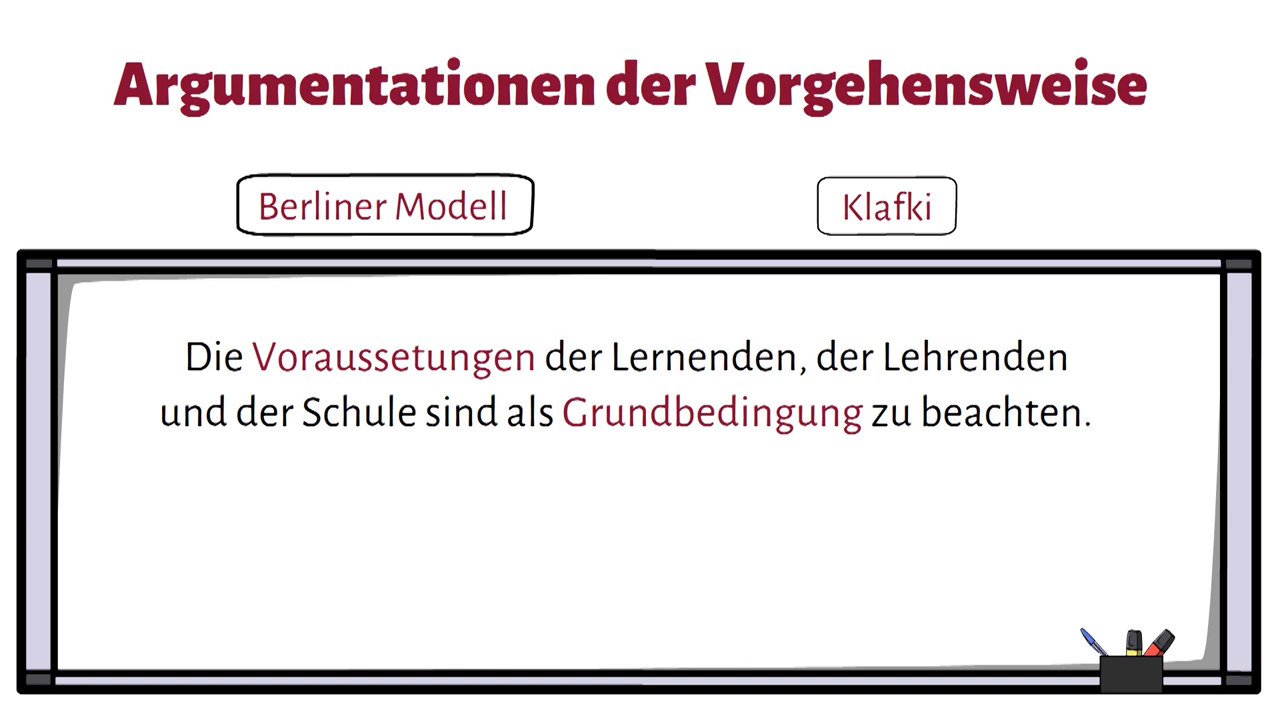 Argumentationen der Vorgehensweise
Berliner Modell
Klafki
Die Voraussetungen der Lernenden, der Lehrenden
und der Schule sind als Grundbedingung zu beachten.